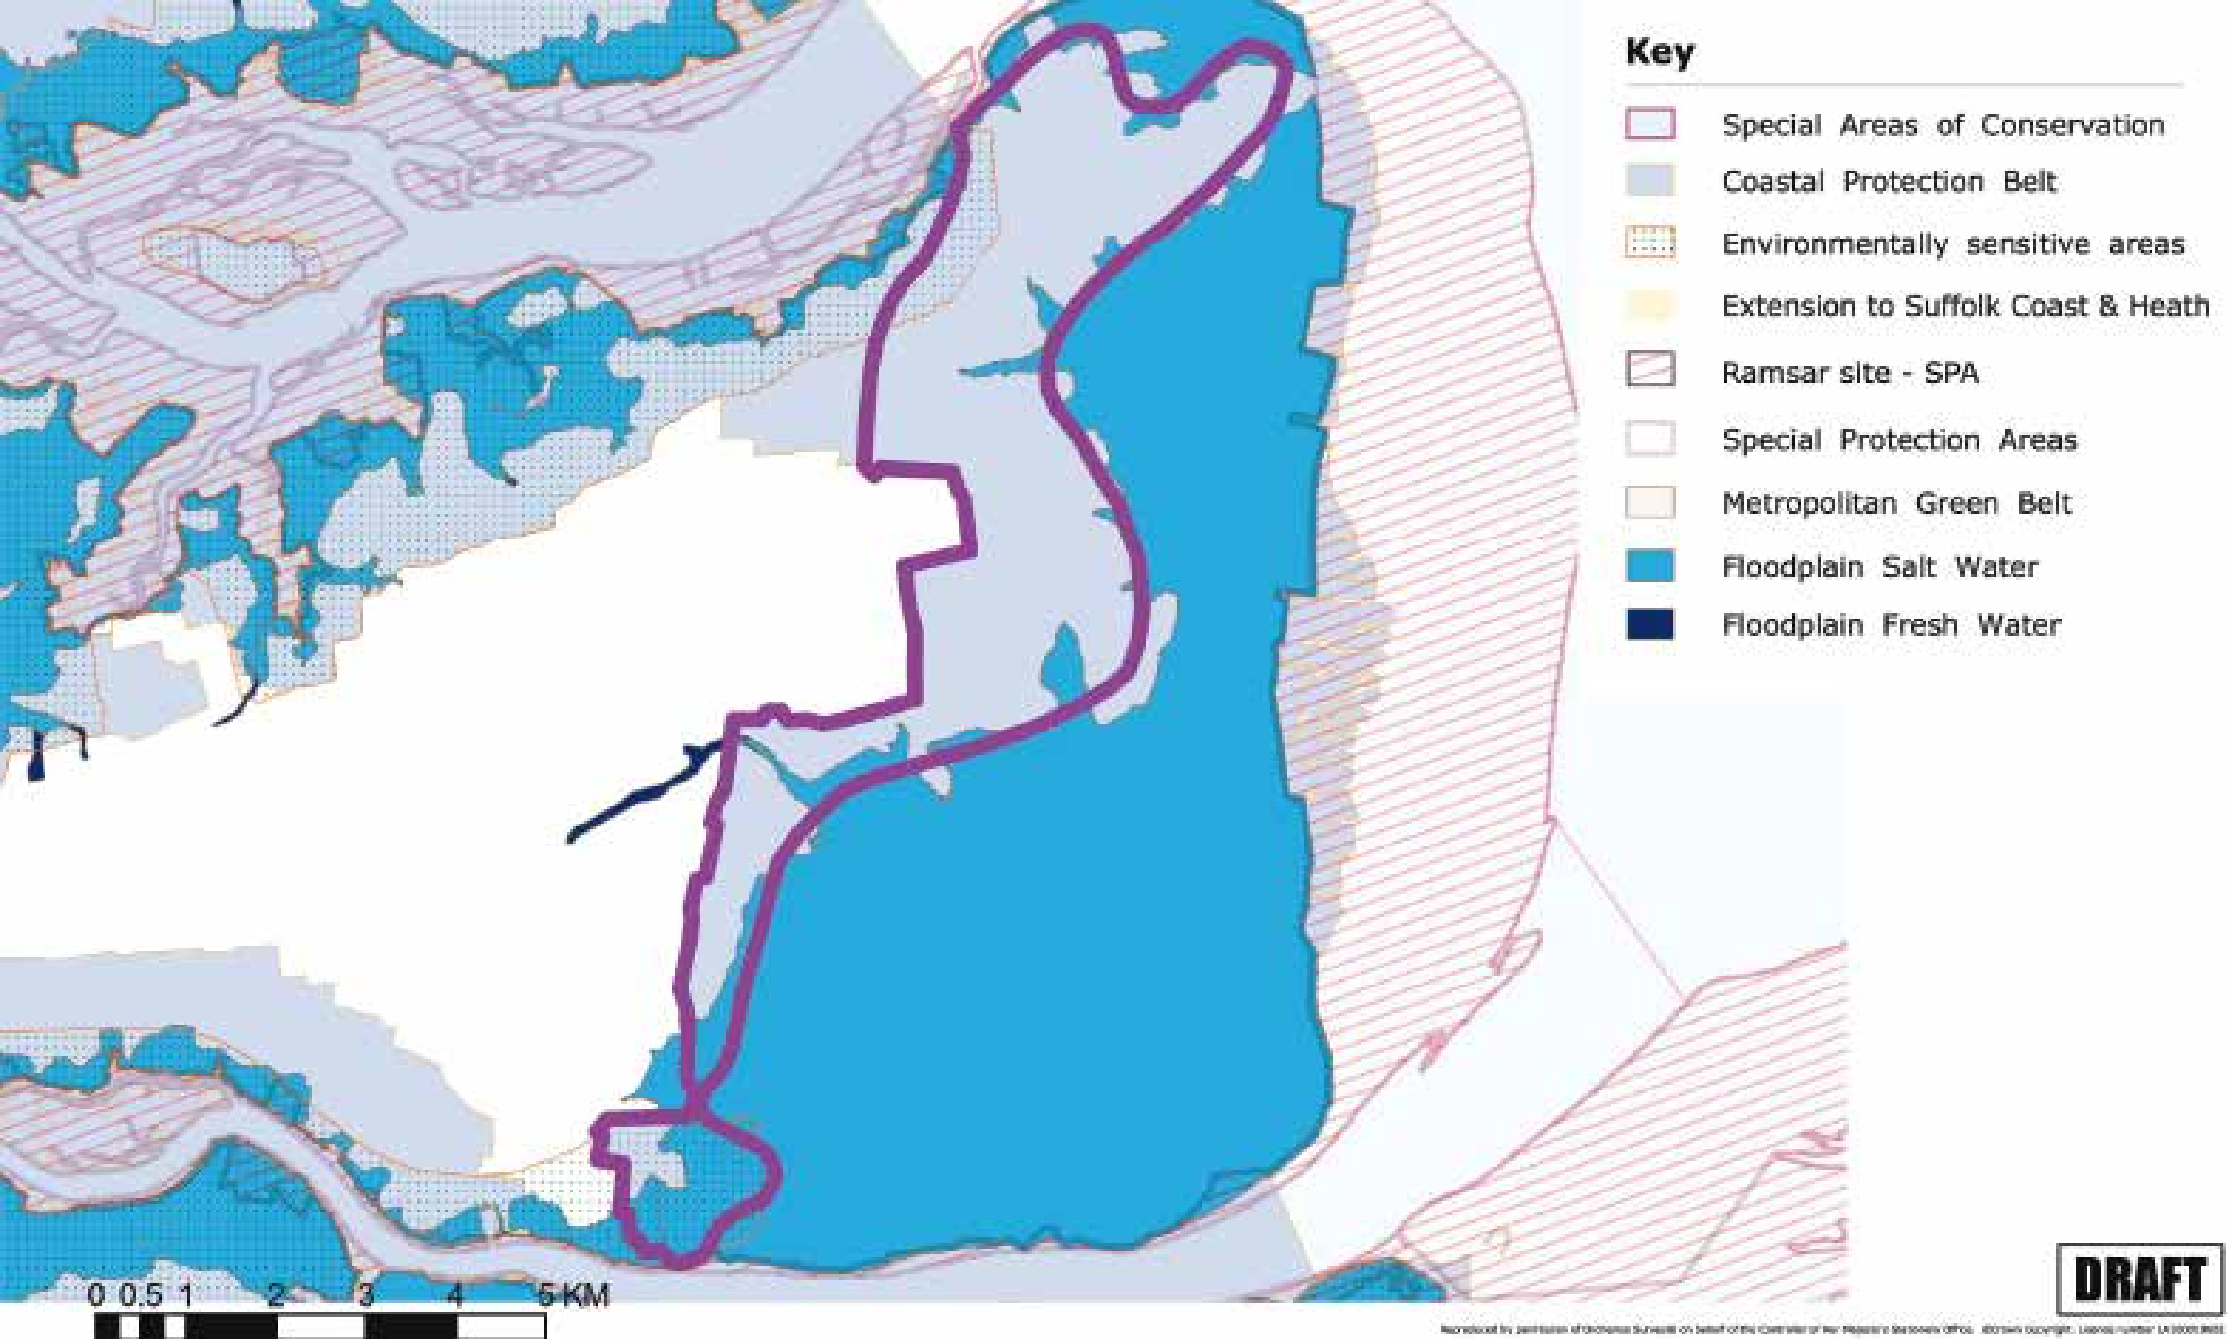 Key
Special Areas of Conservation
Coastal Protection Belt
Environmentally sensitive areas
Extension to Suffolk Coast & Heath
Ramsar site - SPA
Special Protection Areas
Metropolitan Green Belt
Floodplain Salt Water
Floodplain Fresh Water
0 0.5 1 2 3 4 5 KM
DRAFT